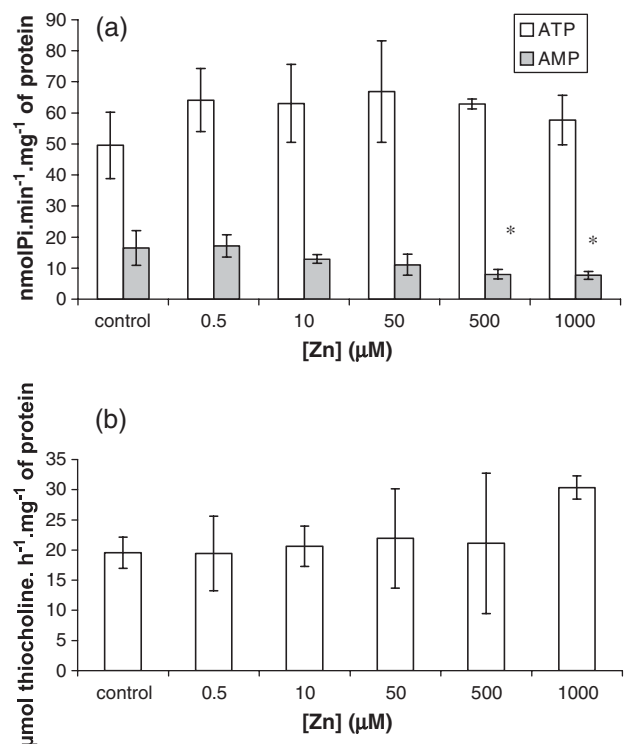 (a)
ATP
AMP
nmolPi.min⁻¹.mg⁻¹ of protein
90
80
70
60
50
40
30
20
10
0
*
*
control 0.5 10 50 500 1000
[Zn] (µM)
(b)
µmol thiocholine. h⁻¹.mg⁻¹ of protein
35
30
25
20
15
10
5
0
control 0.5 10 50 500 1000
[Zn] (µM)